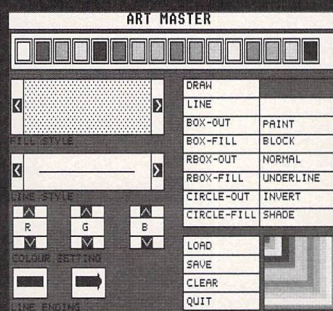 ART MASTER
DRAW
LINE
BOX-OUT PAINT
BOX-FILL BLOCK
RBOX-OUT NORMAL
RBOX-FILL UNDERLINE
CIRCLE-OUT INVERT
CIRCLE-FILL SHADE
FILL STYLE
LINE STYLE
R G B
COLOUR SETTING
LINE ENDING
LOAD
SAVE
CLEAR
QUIT